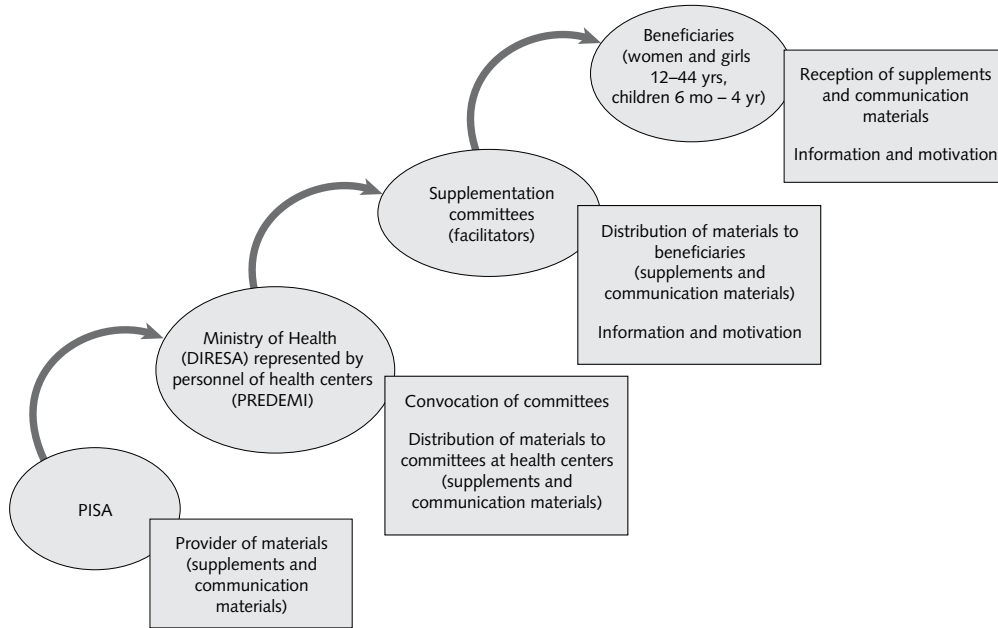 Beneficiaries
(women and girls
12–44 yrs,
children 6 mo – 4 yr)
Reception of supplements
and communication
materials
Information and motivation
Supplementation
committees
(facilitators)
Distribution of materials to
beneficiaries
(supplements and
communication materials)
Information and motivation
Ministry of Health
(DIRESA) represented by
personnel of health centers
(PREDEMI)
Convocation of committees
Distribution of materials to
committees at health centers
(supplements and
communication materials)
PISA
Provider of materials
(supplements and
communication
materials)